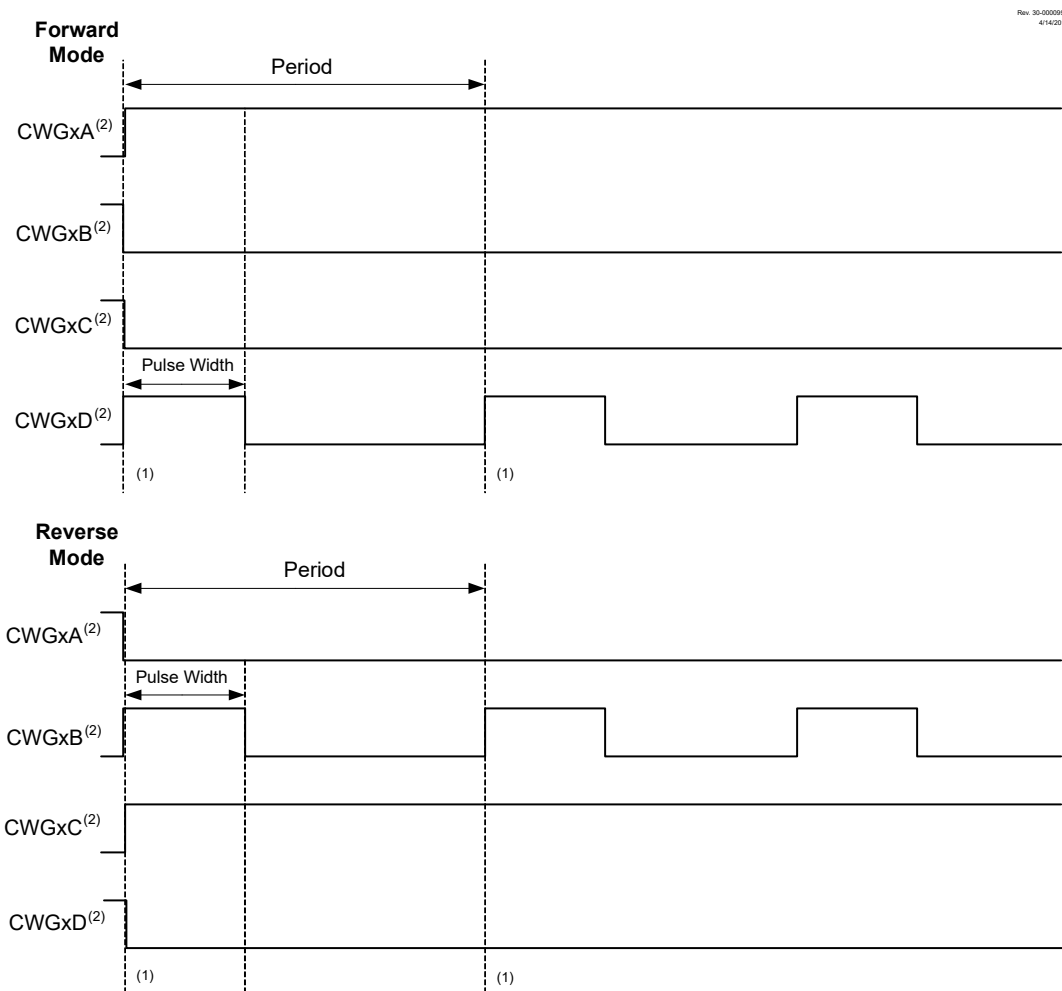 Rev. 30-000099
4/14/20
Forward
Mode
Period
CWGxA(2)
CWGxB(2)
CWGxC(2)
Pulse Width
CWGxD(2)
(1) (1)
Reverse
Mode
Period
CWGxA(2)
Pulse Width
CWGxB(2)
CWGxC(2)
CWGxD(2)
(1) (1)